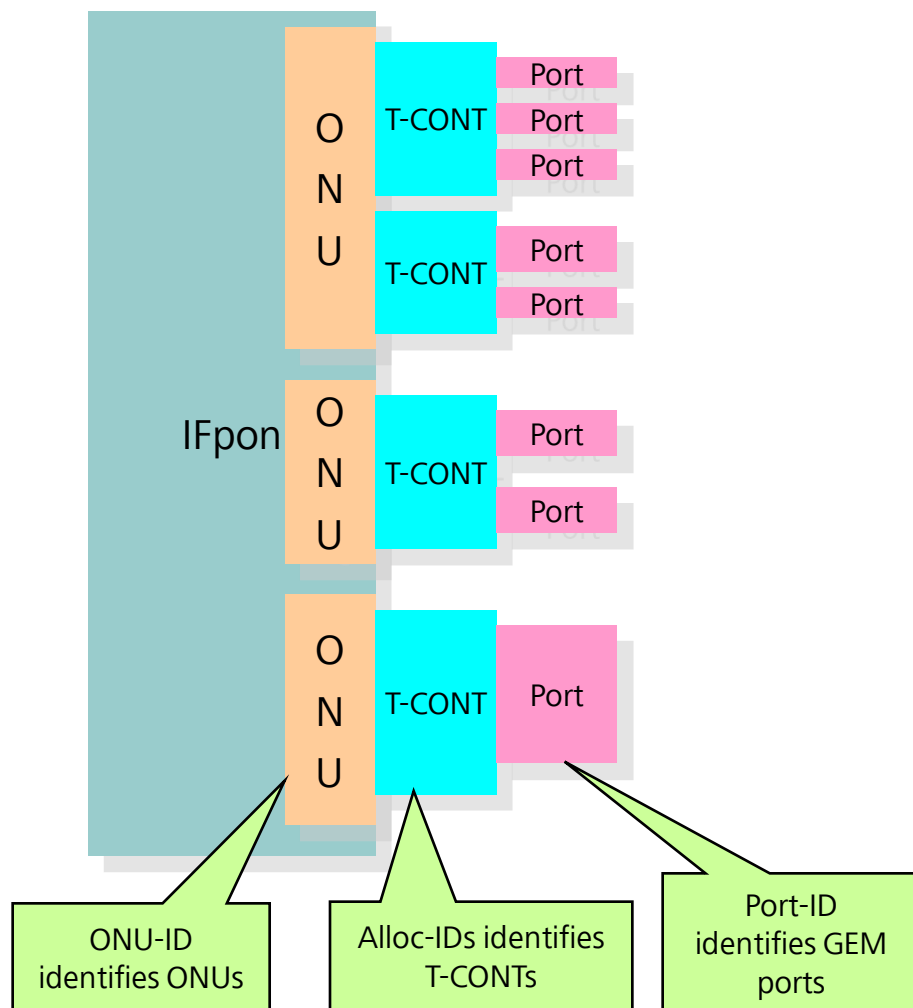 IFpon
O
N
U
T-CONT
Port
Port
Port
T-CONT
Port
Port
O
N
U
T-CONT
Port
Port
O
N
U
T-CONT
Port
ONU-ID
identifies ONUs
Alloc-IDs identifies
T-CONTs
Port-ID
identifies GEM
ports